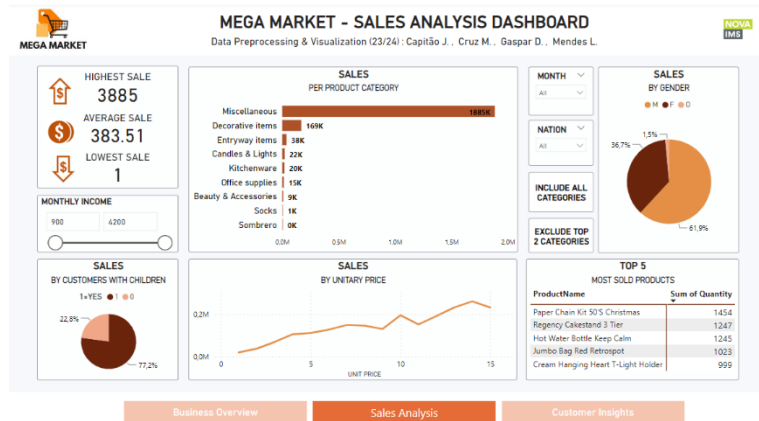 MEGA MARKET
MEGA MARKET - SALES ANALYSIS DASHBOARD
Data Preprocessing & Visualization (23/24): Capitão J., Cruz M., Gaspar D., Mendes L.
NOVA
IMS
HIGHEST SALE
3885
AVERAGE SALE
383.51
LOWEST SALE
1
MONTHLY INCOME
900
4200
SALES
PER PRODUCT CATEGORY
Miscellaneous 1885K
Decorative items 169K
Entryway items 38K
Candles & Lights 22K
Kitchenware 20K
Office supplies 15K
Beauty & Accessories 9K
Socks 1K
Sombrero 0K
0,0M 0,5M 1,0M 1,5M 2,0M
MONTH
All
NATION
All
INCLUDE ALL
CATEGORIES
EXCLUDE TOP
2 CATEGORIES
SALES
BY GENDER
M F O
1,5%
36,7%
61,9%
SALES
BY CUSTOMERS WITH CHILDREN
1=YES 1 0
22,8%
77,2%
SALES
BY UNITARY PRICE
0,2M
0,0M
0 5 10 15
UNIT PRICE
TOP 5
MOST SOLD PRODUCTS
ProductName Sum of Quantity
Paper Chain Kit 50'S Christmas 1454
Regency Cakestand 3 Tier 1247
Hot Water Bottle Keep Calm 1245
Jumbo Bag Red Retrospot 1023
Cream Hanging Heart T-Light Holder 999
Business Overview
Sales Analysis
Customer Insights